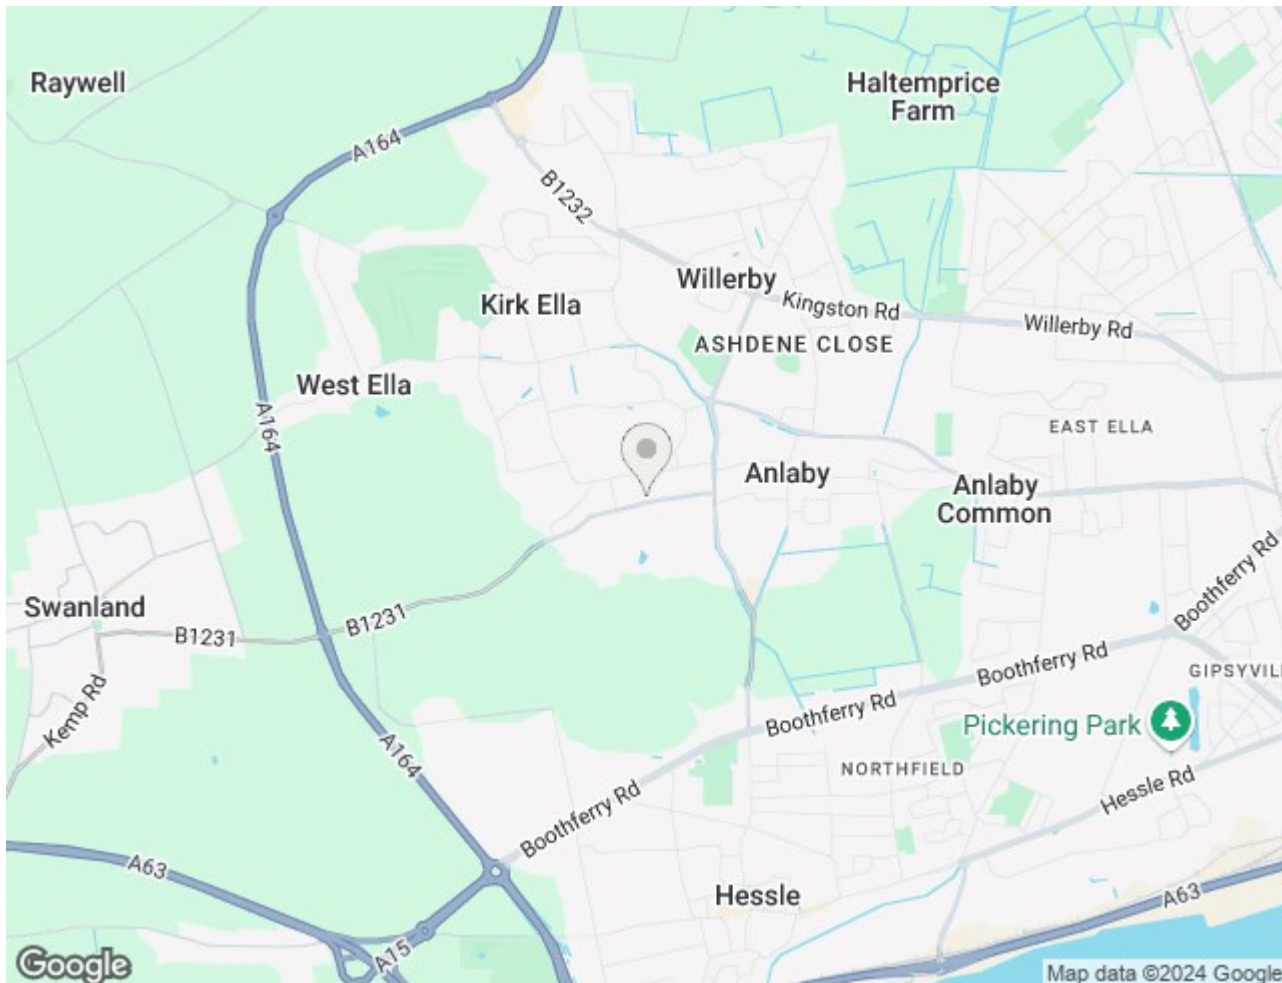 Raywell
Haltemprice
Farm
A164
B1232
Willerby
Kirk Ella
Kingston Rd
Willerby Rd
ASHDENE CLOSE
West Ella
A164
EAST ELLA
Anlaby
Anlaby
Common
Boothferry Rd
Swanland
B1231
B1231
Boothferry Rd
GIPSYVIL
Kemp Rd
Boothferry Rd
Pickering Park
A164
NORTHFIELD
Hessle Rd
Boothferry Rd
A63
Hessle
A63
A15
Google
Map data ©2024 Google